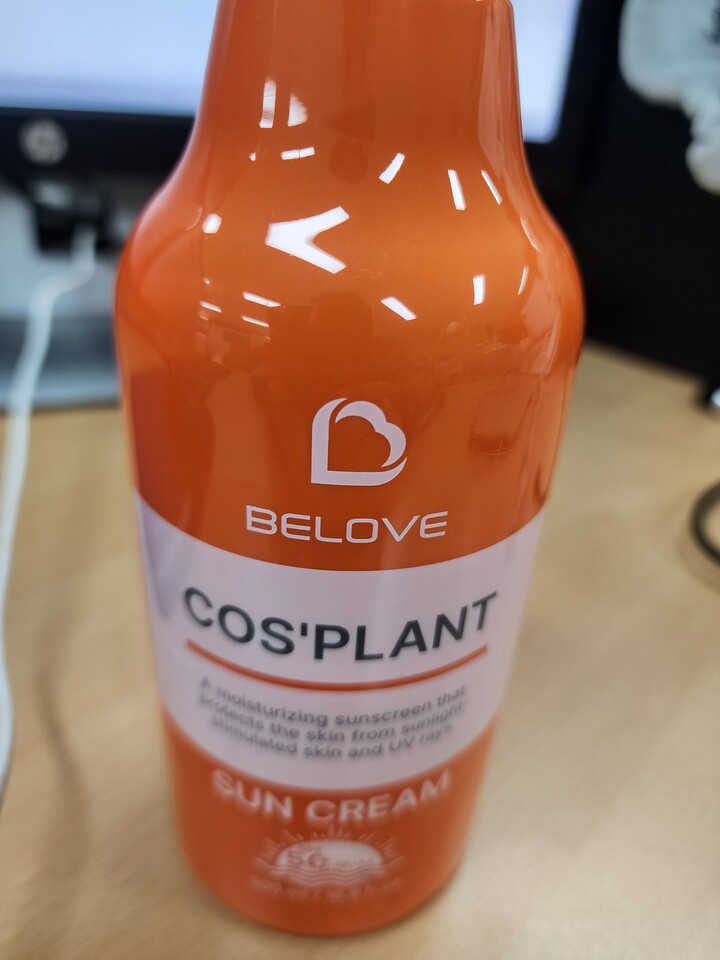 BELOVE
COS'PLANT
A moisturizing sunscreen that
protects the skin from sunlight-
stimulated skin and UV rays.
SUN CREAM